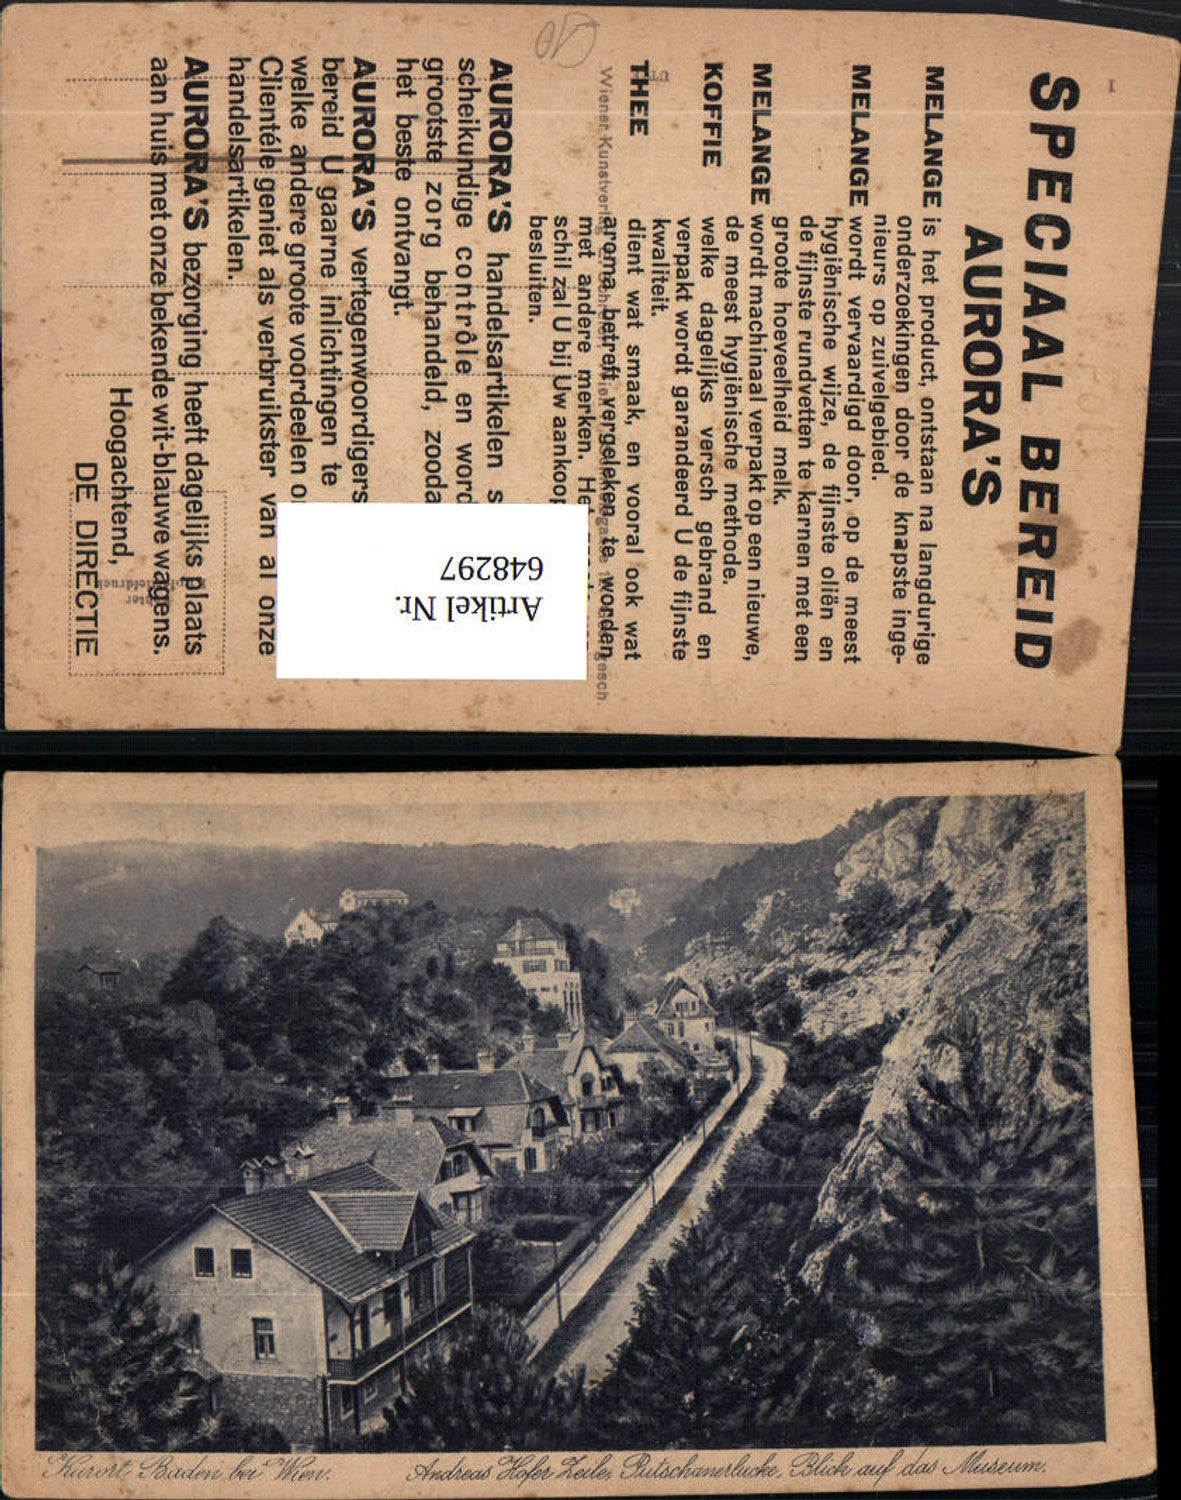 SPECIAAL BEREID
AURORA'S
MELANGE is het product, ontstaan na langdurige
onderzoekingen door de knapste inge-
nieurs op zuivelgebied.
MELANGE wordt vervaardigd door, op de meest
hygiënische wijze, de fijnste oliën en
de fijnste rundvetten te karnen met een
groote hoeveelheid melk.
MELANGE wordt machinaal verpakt op een nieuwe,
de meest hygiënische methode.
KOFFIE welke dagelijks versch gebrand en
verpakt wordt garandeerd U de fijnste
kwaliteit.
THEE dient wat smaak, en vooral ook wat
aroma betreft vergeleken te worden
met andere merken. He
schil zal U bij Uw aankoop
besluiten.
AURORA'S handelsartikelen s
scheikundige contrôle en word
grootste zorg behandeld, zooda
het beste ontvangt.
AURORA'S vertegenwoordigers
bereid U gaarne inlichtingen te
welke andere groote voordeelen o
Clientéle geniet als verbruikster van al onze
handelsartikelen.
AURORA'S bezorging heeft dagelijks plaats
aan huis met onze bekende wit-blauwe wagens.
Hoogachtend,
DE DIRECTIE
Wiener Kunstverlag
gesch.
Artikel Nr.
648297
Kurort Baden bei Wien. Andreas Hofer Zeile, Putschanerlucke, Blick auf das Museum.